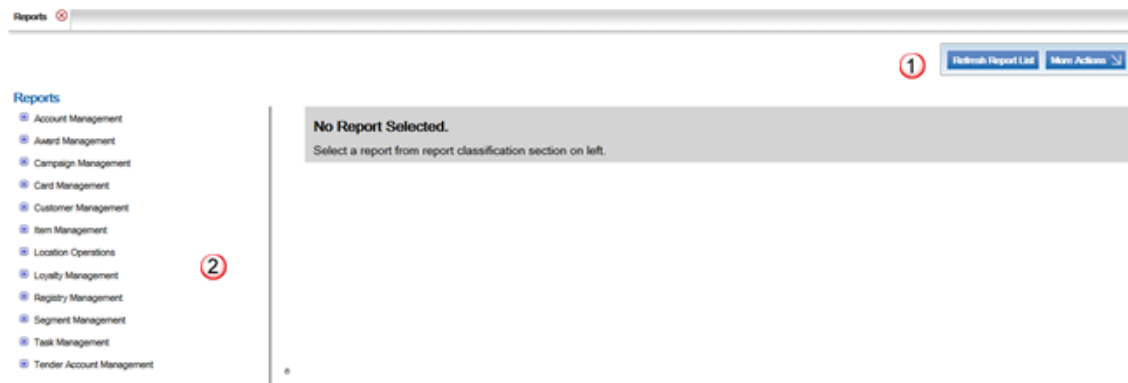 Reports
1
Refresh Report List More Actions
Reports
Account Management
Award Management
Campaign Management
Card Management
Customer Management
Item Management
Location Operations
Loyalty Management
Registry Management
Segment Management
Task Management
Tender Account Management
2
No Report Selected.
Select a report from report classification section on left.